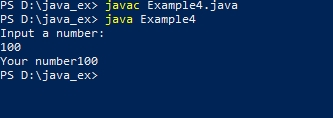 PS D:\java_ex> javac Example4.java
PS D:\java_ex> java Example4
Input a number:
100
Your number100
PS D:\java_ex>